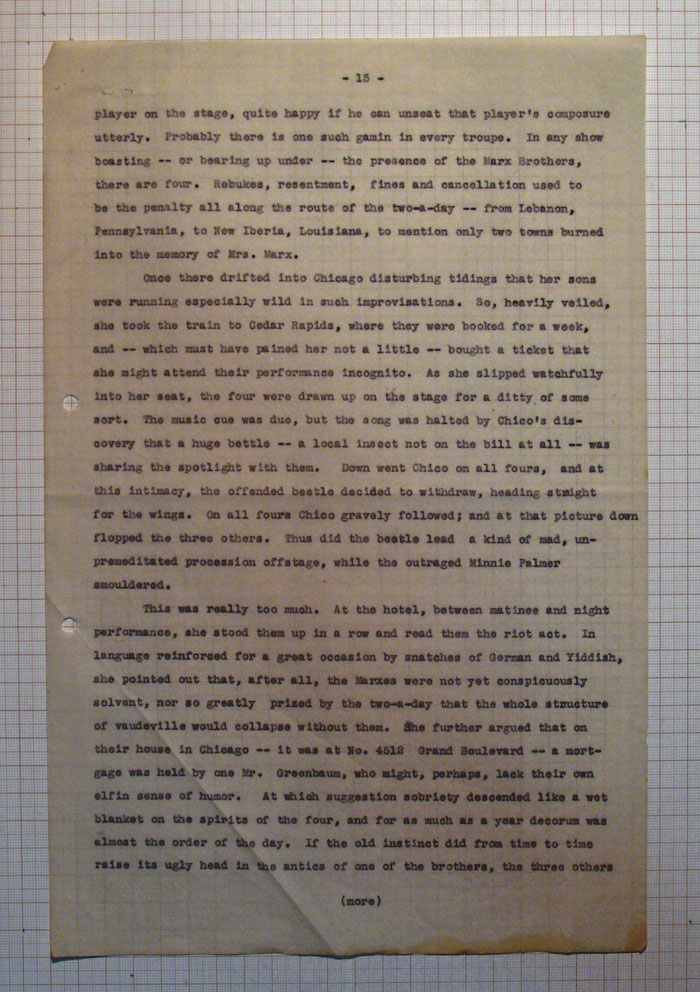 - 15 -
player on the stage, quite happy if he can unseat that player's composure
utterly. Probably there is one such gamin in every troupe. In any show
boasting -- or bearing up under -- the presence of the Marx Brothers,
there are four. Rebukes, resentment, fines and cancellation used to
be the penalty all along the route of the two-a-day -- from Lebanon,
Pennsylvania, to New Iberia, Louisiana, to mention only two towns burned
into the memory of Mrs. Marx.
Once there drifted into Chicago disturbing tidings that her sons
were running especially wild in such improvisations. So, heavily veiled,
she took the train to Cedar Rapids, where they were booked for a week,
and -- which must have pained her not a little -- bought a ticket that
she might attend their performance incognito. As she slipped watchfully
into her seat, the four were drawn up on the stage for a ditty of some
sort. The music cue was due, but the song was halted by Chico's dis-
covery that a huge bettle -- a local insect not on the bill at all -- was
sharing the spotlight with them. Down went Chico on all fours, and at
this intimacy, the offended beetle decided to withdraw, heading straight
for the wings. On all fours Chico gravely followed; and at that picture down
flopped the three others. Thus did the beetle lead a kind of mad, un-
premeditated procession offstage, while the outraged Minnie Palmer
smouldered.
This was really too much. At the hotel, between matinee and night
performance, she stood them up in a row and read them the riot act. In
language reinforced for a great occasion by snatches of German and Yiddish,
she pointed out that, after all, the Marxes were not yet conspicuously
solvent, nor so greatly prized by the two-a-day that the whole structure
of vaudeville would collapse without them. She further argued that on
their house in Chicago -- it was at No. 4512 Grand Boulevard -- a mort-
gage was held by one Mr. Greenbaum, who might, perhaps, lack their own
elfin sense of humor. At which suggestion sobriety descended like a wet
blanket on the spirits of the four, and for as much as a year decorum was
almost the order of the day. If the old instinct did from time to time
raise its ugly head in the antics of one of the brothers, the three others
(more)